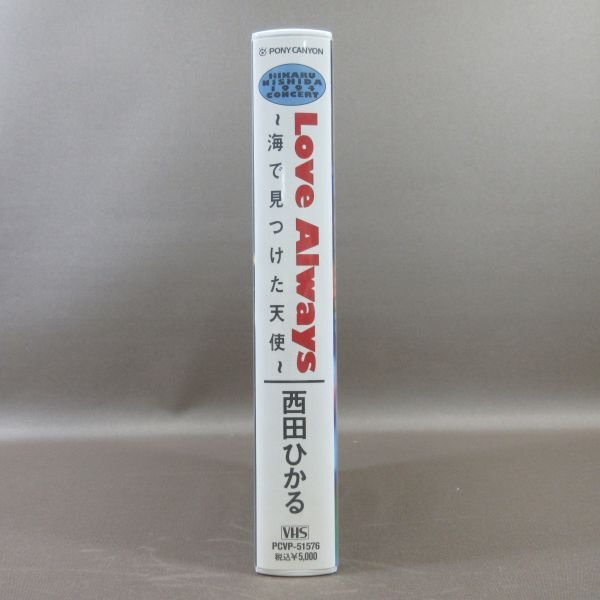 PONY CANYON
HIKARU
NISHIDA
1994
CONCERT
Love Always
~海で見つけた天使~
西田ひかる
VHS
PCVP-51576
税込¥5,000